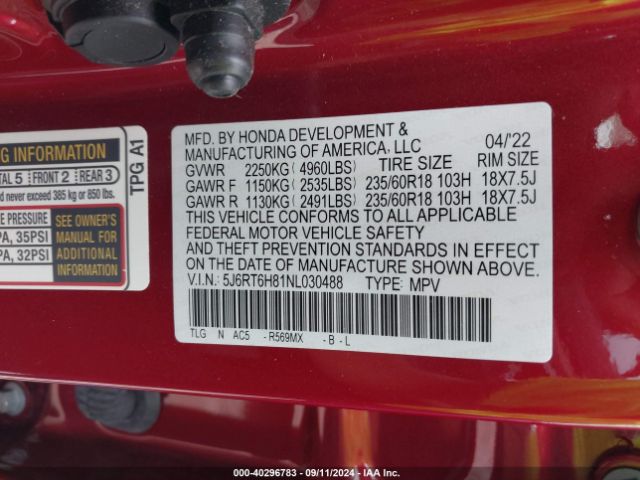 NG INFORMATION
TAL 5 FRONT 2 REAR 3
d never exceed 385 kg or 850 lbs.
E PRESSURE
PA, 35PSI
PA, 32PSI
SEE OWNER'S
MANUAL FOR
ADDITIONAL
INFORMATION
TPG A1
MFD. BY HONDA DEVELOPMENT &
MANUFACTURING OF AMERICA, LLC 04/'22
GVWR 2250KG ( 4960LBS) TIRE SIZE RIM SIZE
GAWR F 1150KG ( 2535LBS) 235/60R18 103H 18X7.5J
GAWR R 1130KG ( 2491LBS) 235/60R18 103H 18X7.5J
THIS VEHICLE CONFORMS TO ALL APPLICABLE
FEDERAL MOTOR VEHICLE SAFETY
AND THEFT PREVENTION STANDARDS IN EFFECT
ON THE DATE OF MANUFACTURE SHOWN ABOVE.
V.I.N.: 5J6RT6H81NL030488 TYPE: MPV
TLG N AC5 - R569MX - B - L
000-40296783 - 09/11/2024 - IAA Inc.